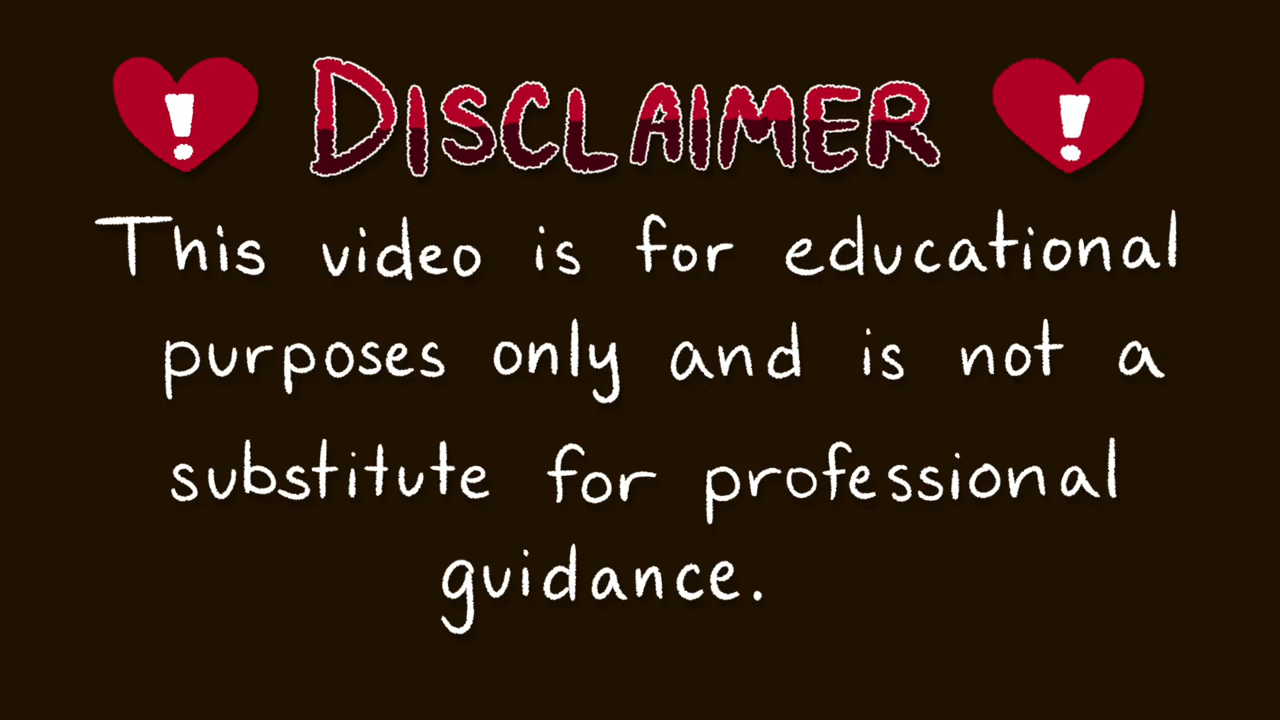 ! DISCLAIMER !
This video is for educational
purposes only and is not a
substitute for professional
guidance.